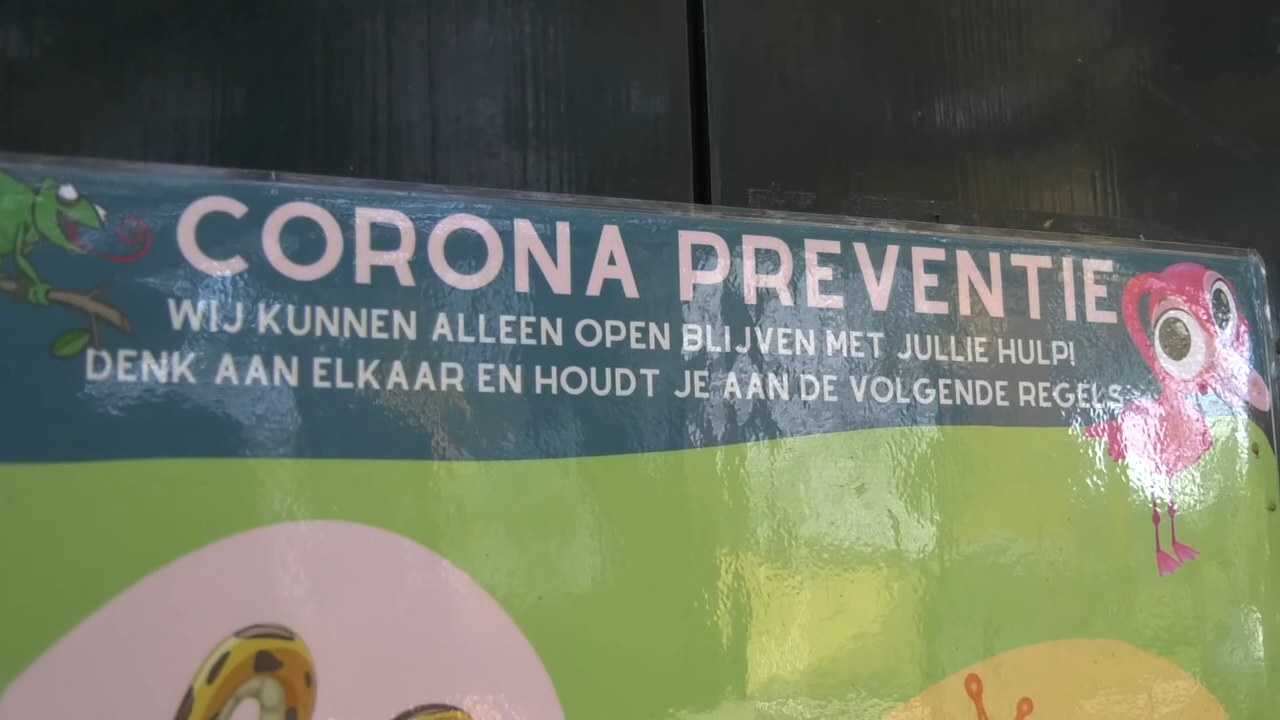 CORONA PREVENTIE
WIJ KUNNEN ALLEEN OPEN BLIJVEN MET JULLIE HULP!
DENK AAN ELKAAR EN HOUDT JE AAN DE VOLGENDE REGELS